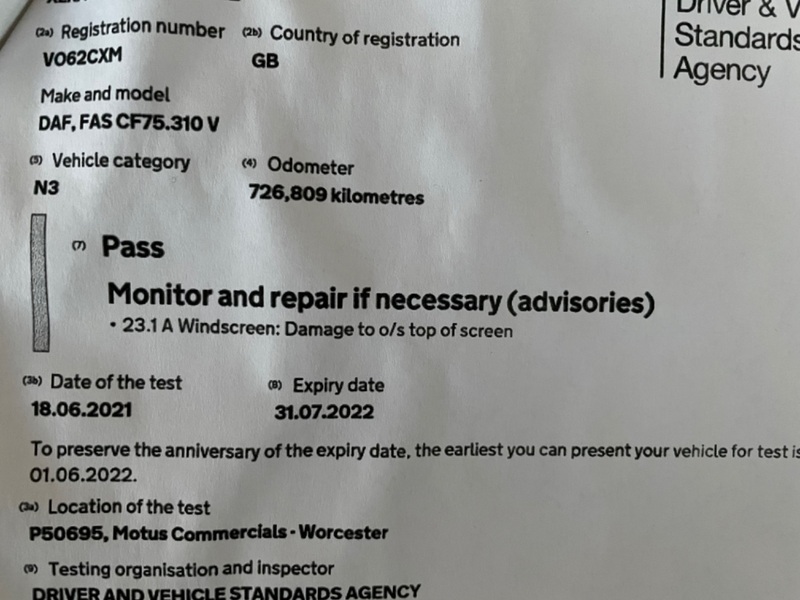 (2a) Registration number (2b) Country of registration
VO62CXM GB
Make and model
DAF, FAS CF75.310 V
(5) Vehicle category (4) Odometer
N3 726,809 kilometres
(7) Pass
Monitor and repair if necessary (advisories)
• 23.1 A Windscreen: Damage to o/s top of screen
(3b) Date of the test (8) Expiry date
18.06.2021 31.07.2022
To preserve the anniversary of the expiry date, the earliest you can present your vehicle for test is
01.06.2022.
(3a) Location of the test
P50695, Motus Commercials - Worcester
(9) Testing organisation and inspector
DRIVER AND VEHICLE STANDARDS AGENCY
Driver & V
Standards
Agency